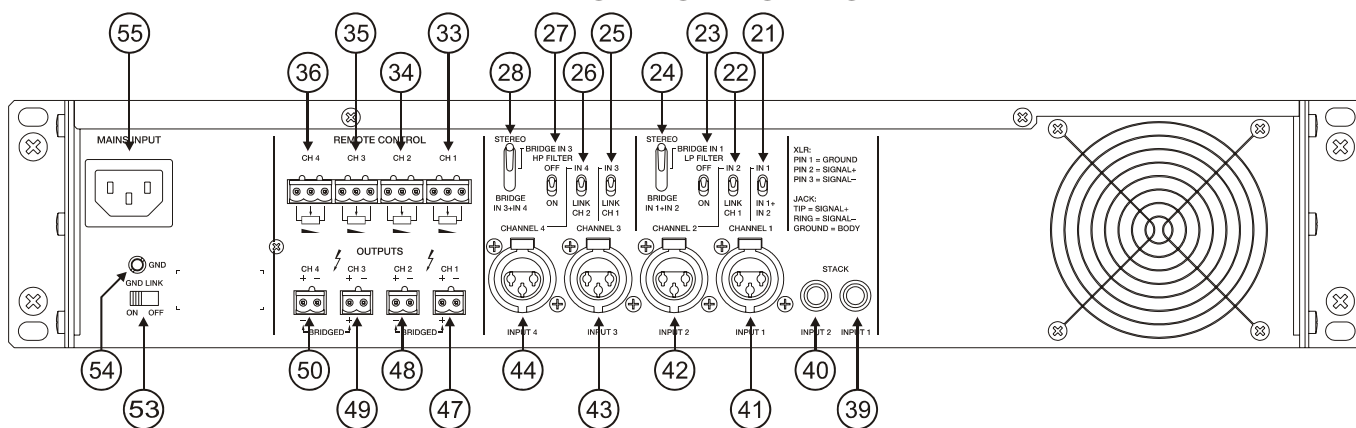 55
36
35
34
33
28
27
26
25
24
23
22
21
MAINS INPUT
GND
GND LINK
ON OFF
54
53
REMOTE CONTROL
CH 4 CH 3 CH 2 CH 1
OUTPUTS
CH 4 CH 3 CH 2 CH 1
+ − + − + − + −
− + − +
BRIDGED BRIDGED
50
49
48
47
STEREO
BRIDGE IN 3
HP FILTER
OFF
ON
BRIDGE
IN 3+IN 4
IN 4
LINK
CH 2
IN 3
LINK
CH 1
CHANNEL 4 CHANNEL 3
INPUT 4 INPUT 3
44
43
STEREO
BRIDGE IN 1
LP FILTER
OFF
ON
BRIDGE
IN 1+IN 2
IN 2
LINK
CH 1
IN 1
IN 1+
IN 2
CHANNEL 2 CHANNEL 1
INPUT 2 INPUT 1
42
41
XLR:
PIN 1 = GROUND
PIN 2 = SIGNAL+
PIN 3 = SIGNAL−
JACK:
TIP = SIGNAL+
RING = SIGNAL−
GROUND = BODY
STACK
INPUT 2 INPUT 1
40
39